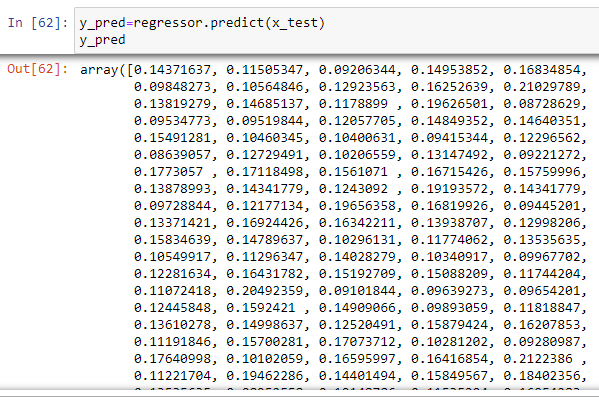 In [62]: y_pred=regressor.predict(x_test)
y_pred
Out[62]: array([0.14371637, 0.11505347, 0.09206344, 0.14953852, 0.16834854,
0.09848273, 0.10564846, 0.12923563, 0.16252639, 0.21029789,
0.13819279, 0.14685137, 0.1178899 , 0.19626501, 0.08728629,
0.09534773, 0.09519844, 0.12057705, 0.14849352, 0.14640351,
0.15491281, 0.10460345, 0.10400631, 0.09415344, 0.12296562,
0.08639057, 0.12729491, 0.10206559, 0.13147492, 0.09221272,
0.1773057 , 0.17118498, 0.1561071 , 0.16715426, 0.15759996,
0.13878993, 0.14341779, 0.1243092 , 0.19193572, 0.14341779,
0.09728844, 0.12177134, 0.19656358, 0.16819926, 0.09445201,
0.13371421, 0.16924426, 0.16342211, 0.13938707, 0.12998206,
0.15834639, 0.14789637, 0.10296131, 0.11774062, 0.13535635,
0.10549917, 0.11296347, 0.14028279, 0.10340917, 0.09967702,
0.12281634, 0.16431782, 0.15192709, 0.15088209, 0.11744204,
0.11072418, 0.20492359, 0.09101844, 0.09639273, 0.09654201,
0.12445848, 0.1592421 , 0.14909066, 0.09893059, 0.11818847,
0.13610278, 0.14998637, 0.12520491, 0.15879424, 0.16207853,
0.11191846, 0.15700281, 0.17073712, 0.10281202, 0.09280987,
0.17640998, 0.10102059, 0.16595997, 0.16416854, 0.2122386 ,
0.11221704, 0.19462286, 0.14401494, 0.15849567, 0.18402356,